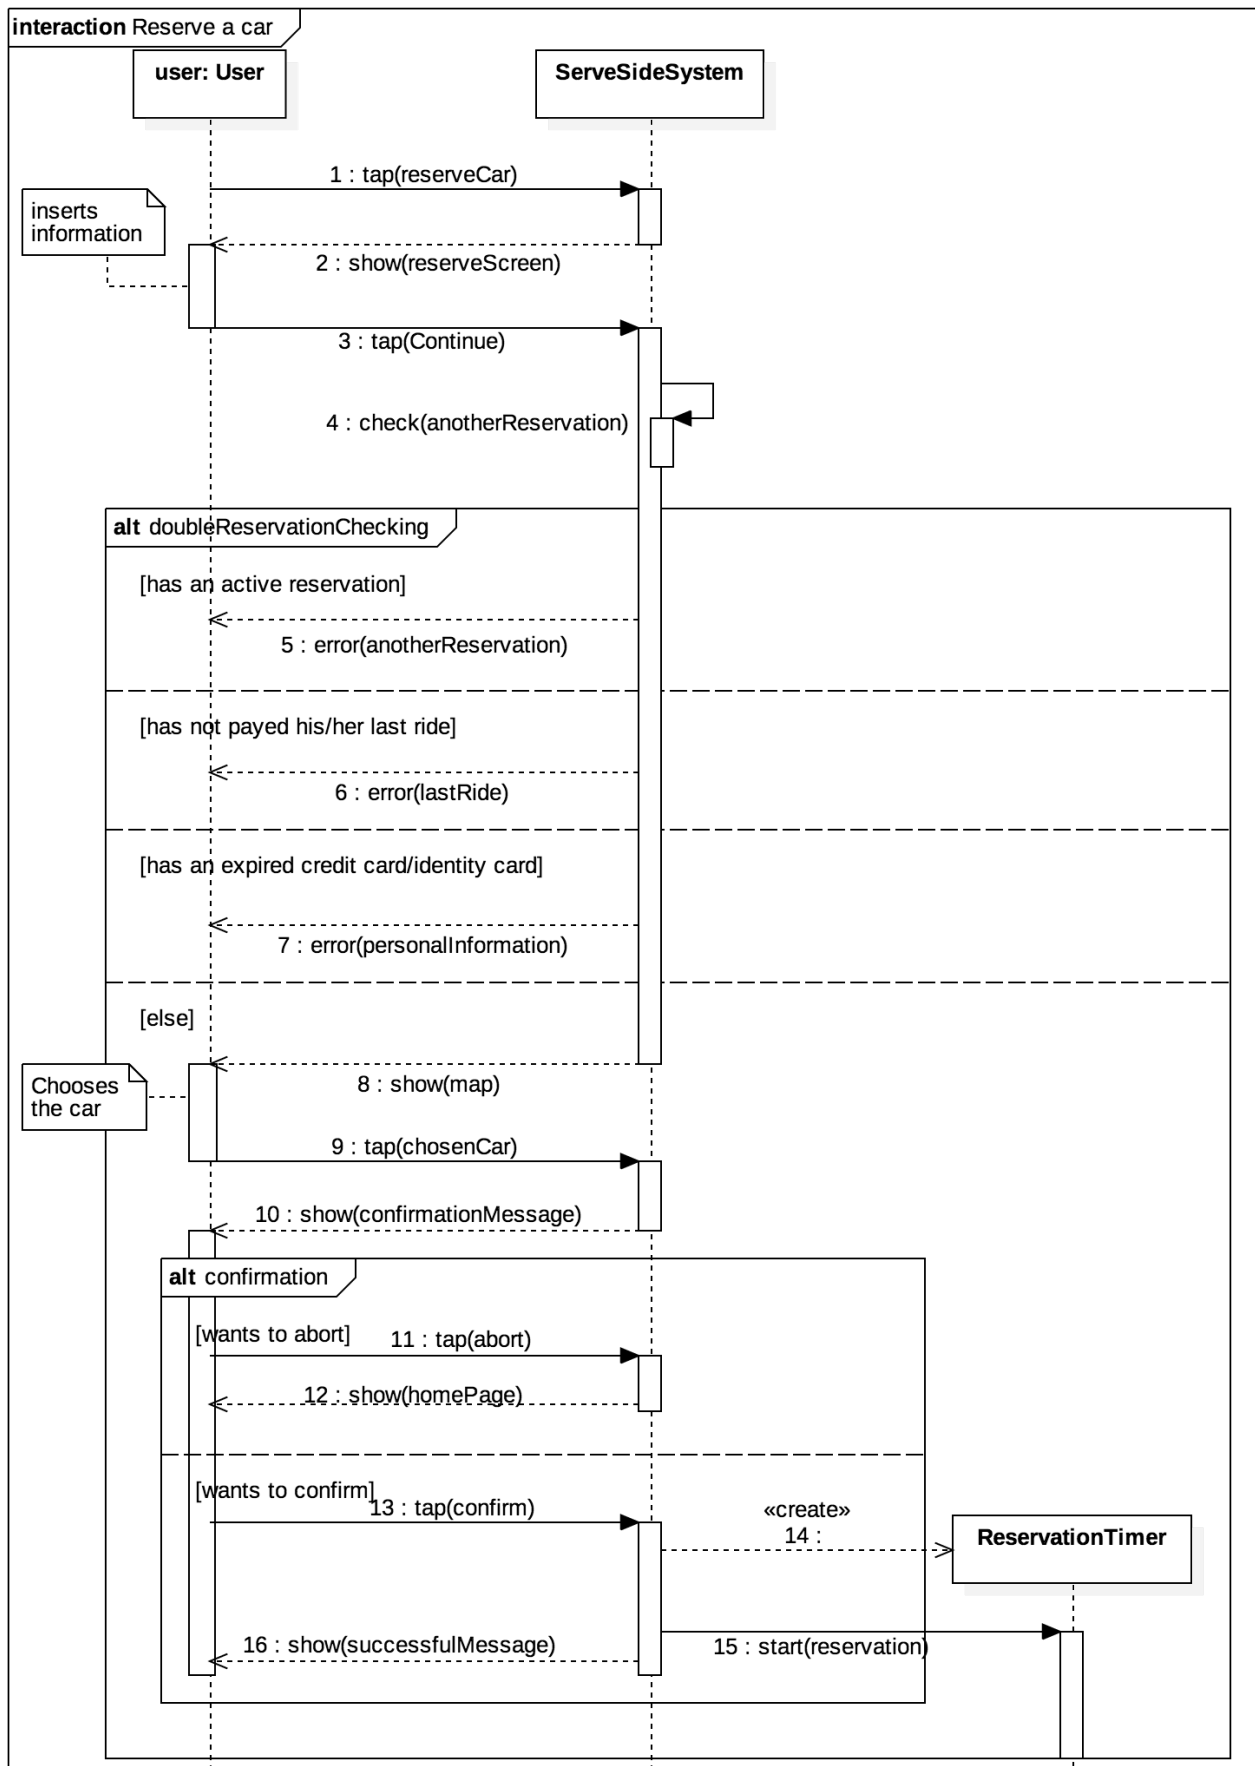 interaction Reserve a car
user: User
ServeSideSystem
1 : tap(reserveCar)
inserts
information
2 : show(reserveScreen)
3 : tap(Continue)
4 : check(anotherReservation)
alt doubleReservationChecking
[has an active reservation]
5 : error(anotherReservation)
[has not payed his/her last ride]
6 : error(lastRide)
[has an expired credit card/identity card]
7 : error(personalInformation)
[else]
Chooses
the car
8 : show(map)
9 : tap(chosenCar)
10 : show(confirmationMessage)
alt confirmation
[wants to abort]
11 : tap(abort)
12 : show(homePage)
[wants to confirm]
13 : tap(confirm)
«create»
14 :
ReservationTimer
16 : show(successfulMessage)
15 : start(reservation)